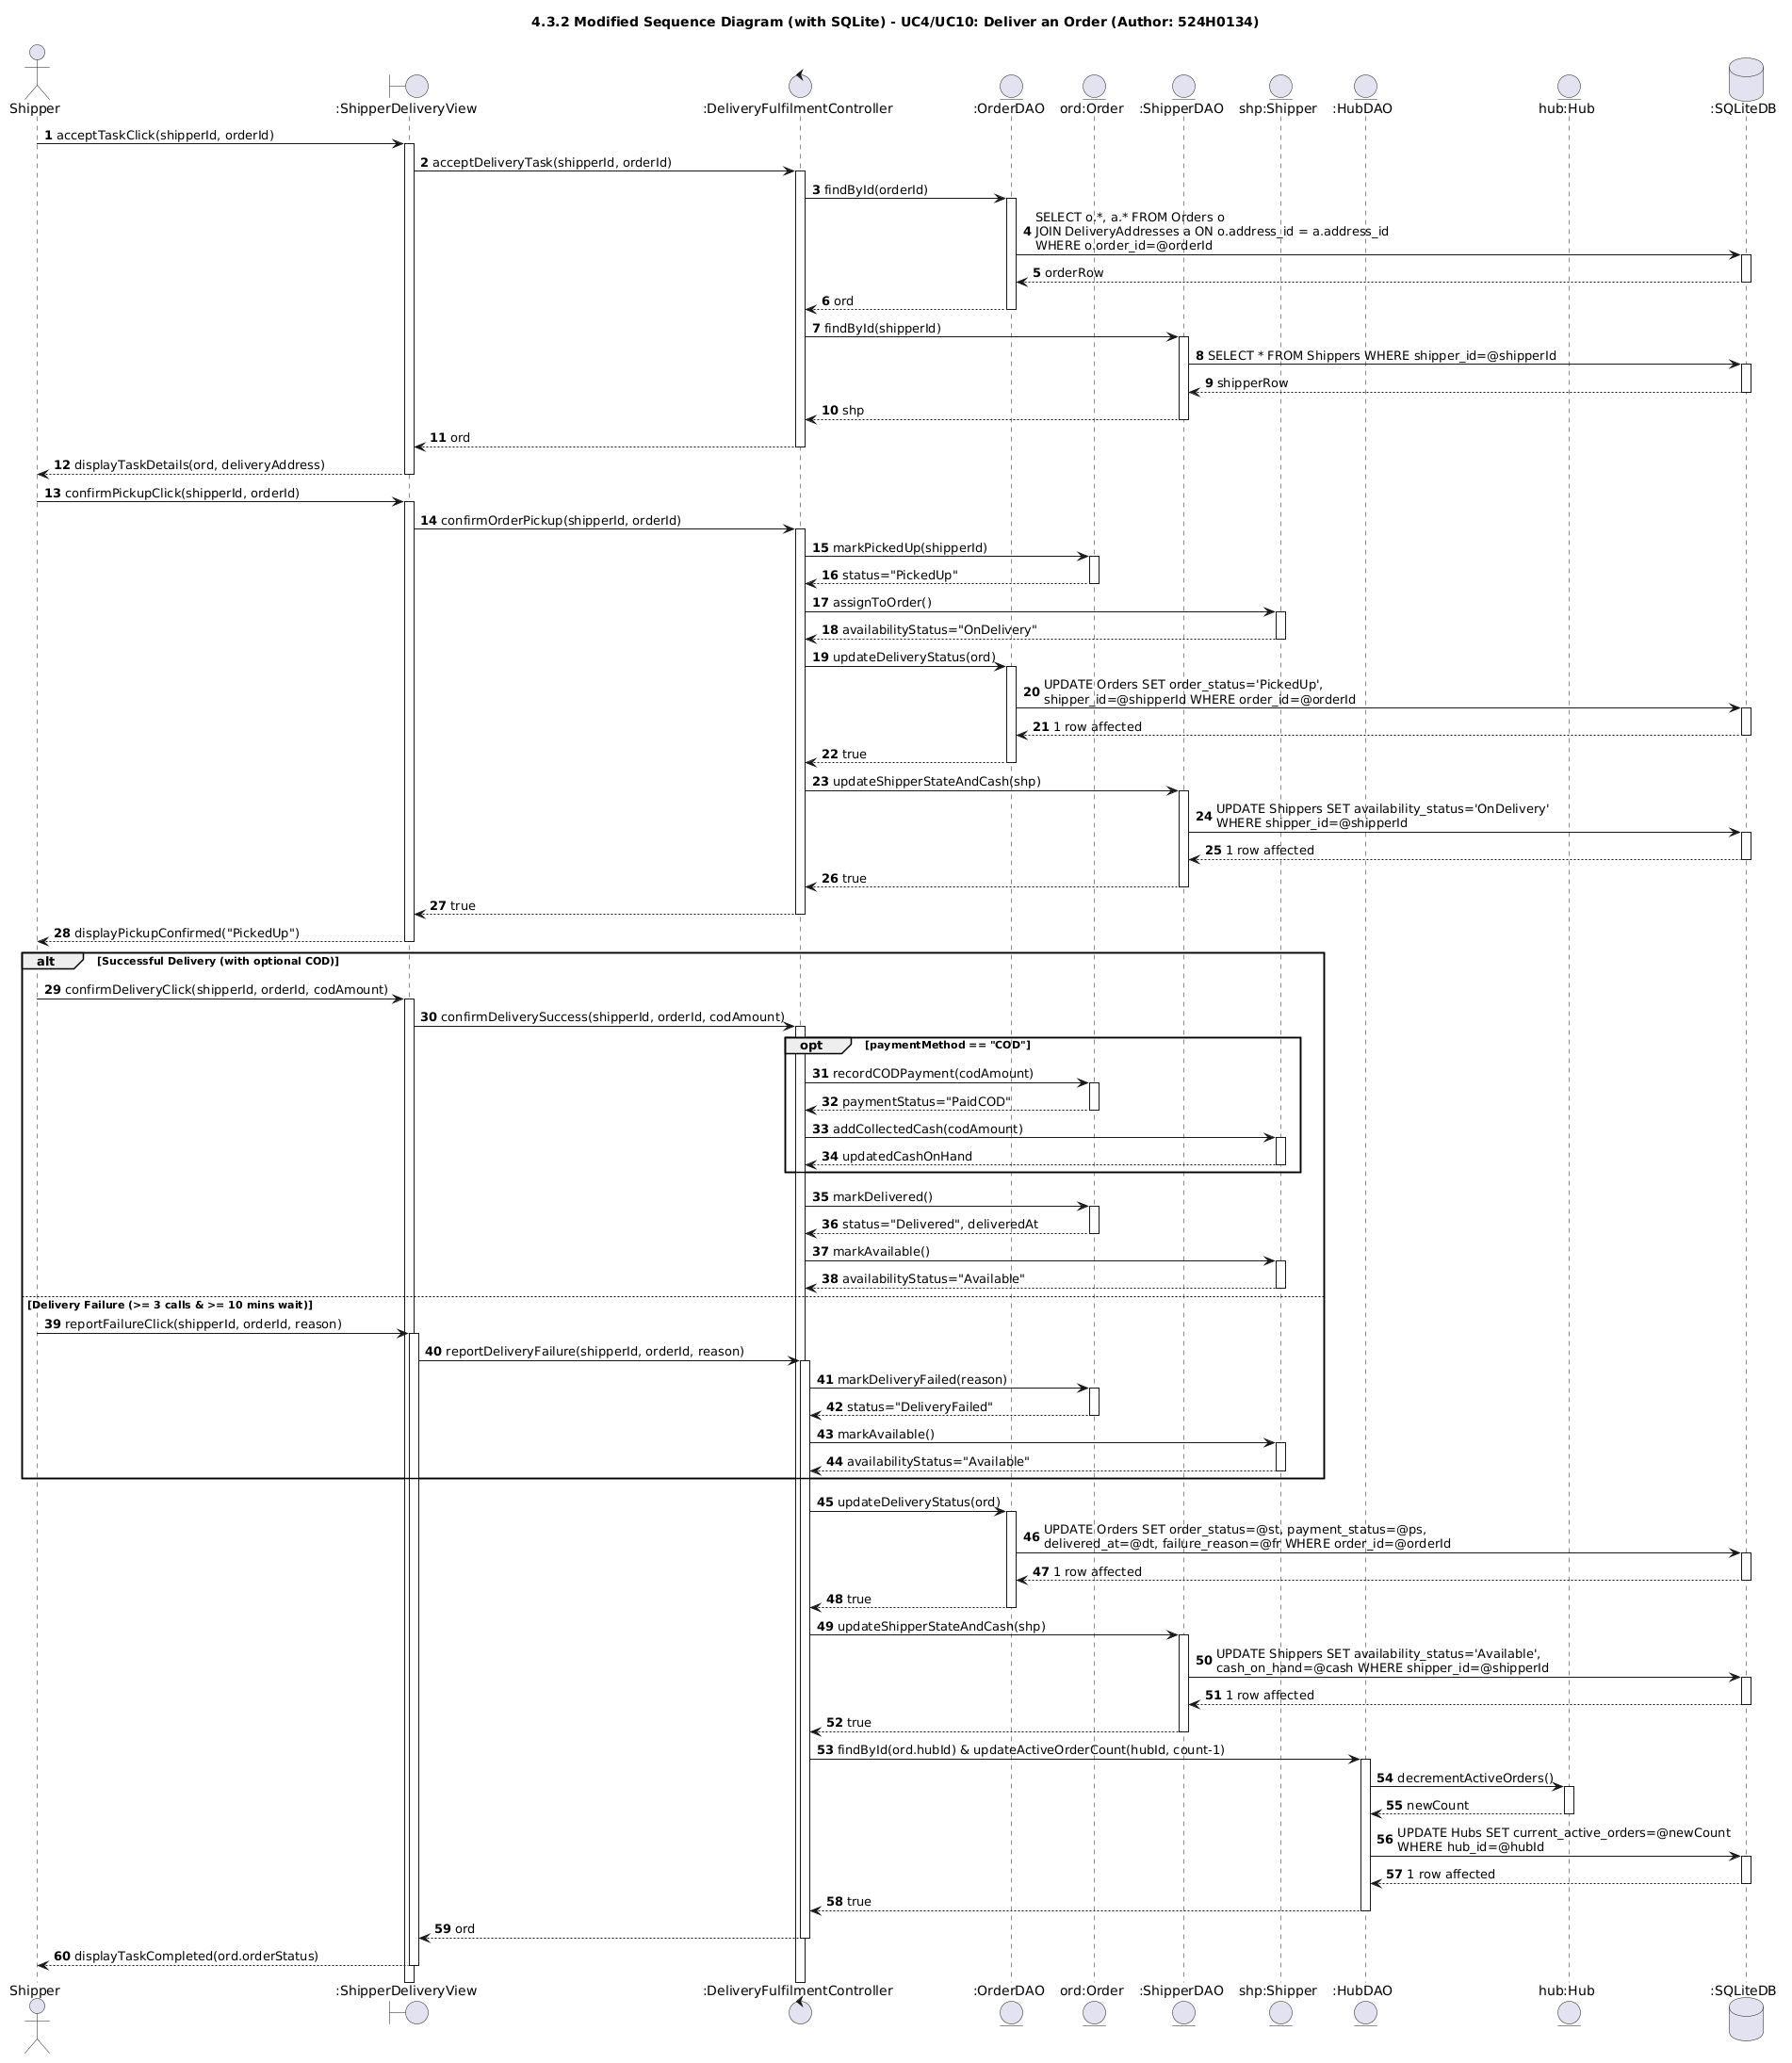 4.3.2 Modified Sequence Diagram (with SQLite) - UC4/UC10: Deliver an Order (Author: 524H0134)
Shipper
:ShipperDeliveryView
:DeliveryFulfilmentController
:OrderDAO
ord:Order
:ShipperDAO
shp:Shipper
:HubDAO
hub:Hub
:SQLiteDB
1 acceptTaskClick(shipperId, orderId)
2 acceptDeliveryTask(shipperId, orderId)
3 findById(orderId)
SELECT o.*, a.* FROM Orders o
4 JOIN DeliveryAddresses a ON o.address_id = a.address_id
WHERE o.order_id=@orderId
5 orderRow
6 ord
7 findById(shipperId)
8 SELECT * FROM Shippers WHERE shipper_id=@shipperId
9 shipperRow
10 shp
11 ord
12 displayTaskDetails(ord, deliveryAddress)
13 confirmPickupClick(shipperId, orderId)
14 confirmOrderPickup(shipperId, orderId)
15 markPickedUp(shipperId)
16 status="PickedUp"
17 assignToOrder()
18 availabilityStatus="OnDelivery"
19 updateDeliveryStatus(ord)
20 UPDATE Orders SET order_status='PickedUp',
shipper_id=@shipperId WHERE order_id=@orderId
21 1 row affected
22 true
23 updateShipperStateAndCash(shp)
24 UPDATE Shippers SET availability_status='OnDelivery'
WHERE shipper_id=@shipperId
25 1 row affected
26 true
27 true
28 displayPickupConfirmed("PickedUp")
alt [Successful Delivery (with optional COD)]
29 confirmDeliveryClick(shipperId, orderId, codAmount)
30 confirmDeliverySuccess(shipperId, orderId, codAmount)
opt [paymentMethod == "COD"]
31 recordCODPayment(codAmount)
32 paymentStatus="PaidCOD"
33 addCollectedCash(codAmount)
34 updatedCashOnHand
35 markDelivered()
36 status="Delivered", deliveredAt
37 markAvailable()
38 availabilityStatus="Available"
[Delivery Failure (>= 3 calls & >= 10 mins wait)]
39 reportFailureClick(shipperId, orderId, reason)
40 reportDeliveryFailure(shipperId, orderId, reason)
41 markDeliveryFailed(reason)
42 status="DeliveryFailed"
43 markAvailable()
44 availabilityStatus="Available"
45 updateDeliveryStatus(ord)
46 UPDATE Orders SET order_status=@st, payment_status=@ps,
delivered_at=@dt, failure_reason=@fr WHERE order_id=@orderId
47 1 row affected
48 true
49 updateShipperStateAndCash(shp)
50 UPDATE Shippers SET availability_status='Available',
cash_on_hand=@cash WHERE shipper_id=@shipperId
51 1 row affected
52 true
53 findById(ord.hubId) & updateActiveOrderCount(hubId, count-1)
54 decrementActiveOrders()
55 newCount
56 UPDATE Hubs SET current_active_orders=@newCount
WHERE hub_id=@hubId
57 1 row affected
58 true
59 ord
60 displayTaskCompleted(ord.orderStatus)
Shipper
:ShipperDeliveryView
:DeliveryFulfilmentController
:OrderDAO
ord:Order
:ShipperDAO
shp:Shipper
:HubDAO
hub:Hub
:SQLiteDB